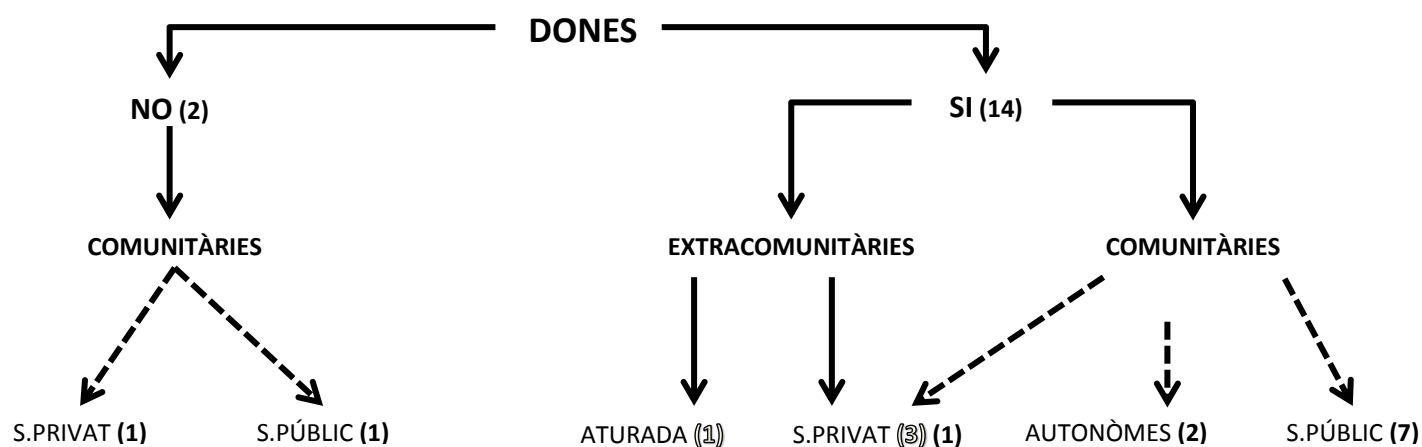 DONES
NO (2) SI (14)
COMUNITÀRIES EXTRACOMUNITÀRIES COMUNITÀRIES
S.PRIVAT (1) S.PÚBLIC (1) ATURADA (1) S.PRIVAT (3) (1) AUTONÒMES (2) S.PÚBLIC (7)